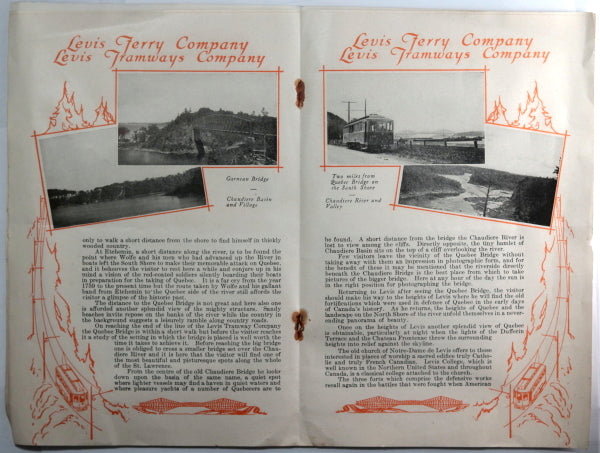 Levis Ferry Company
Levis Tramways Company
Garneau Bridge
Chaudiere Basin
and Village
only to walk a short distance from the shore to find himself in thickly
wooded country.
At Etchemin, a short distance along the river, is to be found the
point where Wolfe and his men who had advanced up the River in
boats left the South Shore to make their memorable attack on Quebec,
and it behooves the visitor to rest here a while and conjure up in his
mind a vision of the red-coated soldiers silently boarding their boats
in preparation for the taking of Quebec. It is a far cry from the year
1759 to the present time but the route taken by Wolfe and his gallant
band from Etchemin to the Quebec side of the river still affords the
visitor a glimpse of the historic past.
The distance to the Quebec Bridge is not great and here also one
is afforded another splendid view of the mighty structure. Sandy
beaches invite repose on the banks of the river while the country in
the background suggests a healthy ramble along shady roads.
On reaching the end of the line of the Levis Tramway Company
the Quebec Bridge is within a short walk but before the visitor reaches
it a study of the setting in which the bridge is placed is well worth the
time it takes to achieve it. Before reaching the big bridge
one is obliged to cross a smaller bridge set over the Chau-
diere River and it is here that the visitor will find one of
the most beautiful and picturesque spots along the whole
of the St. Lawrence.
From the centre of the old Chaudiere Bridge he looks
down upon the basin of the same name, a quiet spot
where lighter vessels may find a haven in quiet waters and
where pleasure yachts of a number of Quebecers are to
Levis Ferry Company
Levis Tramways Company
Two miles from
Quebec Bridge on
the South Shore
Chaudiere River and
Valley
be found. A short distance from the bridge the Chaudiere River is
lost to view among the cliffs. Directly opposite, the tiny hamlet of
Chaudiere Basin sits on the top of a cliff overlooking the river.
Few visitors leave the vicinity of the Quebec Bridge without
taking away with them an impression in photographic form, and for
the benefit of these it may be mentioned that the riverside directly
beneath the Chaudiere Bridge is the best place from which to take
pictures of the bigger bridge. Here at any hour of the day the sun is
in the right position for photographing the bridge.
Returning to Levis after seeing the Quebec Bridge, the visitor
should make his way to the heights of Levis where he will find the old
fortifications which were used in defence of Quebec in the early days
of Canada's history. As he returns, the heights of Quebec and the
landscape on the North Shore of the river unfold themselves in a never-
ending panorama of beauty.
Once on the heights of Levis another splendid view of Quebec
is obtainable, particularly at night when the lights of the Dufferin
Terrace and the Chateau Frontenac throw the surrounding
heights into relief against the skyline.
The old church of Notre-Dame de Levis offers to those
interested in places of worship a sacred edifice truly Catho-
lic and truly French Canadian. Levis College, which is
well known in the Northern United States and throughout
Canada, is a classical college attached to the church.
The three forts which comprise the defensive works
recall again in the battles that were fought when American